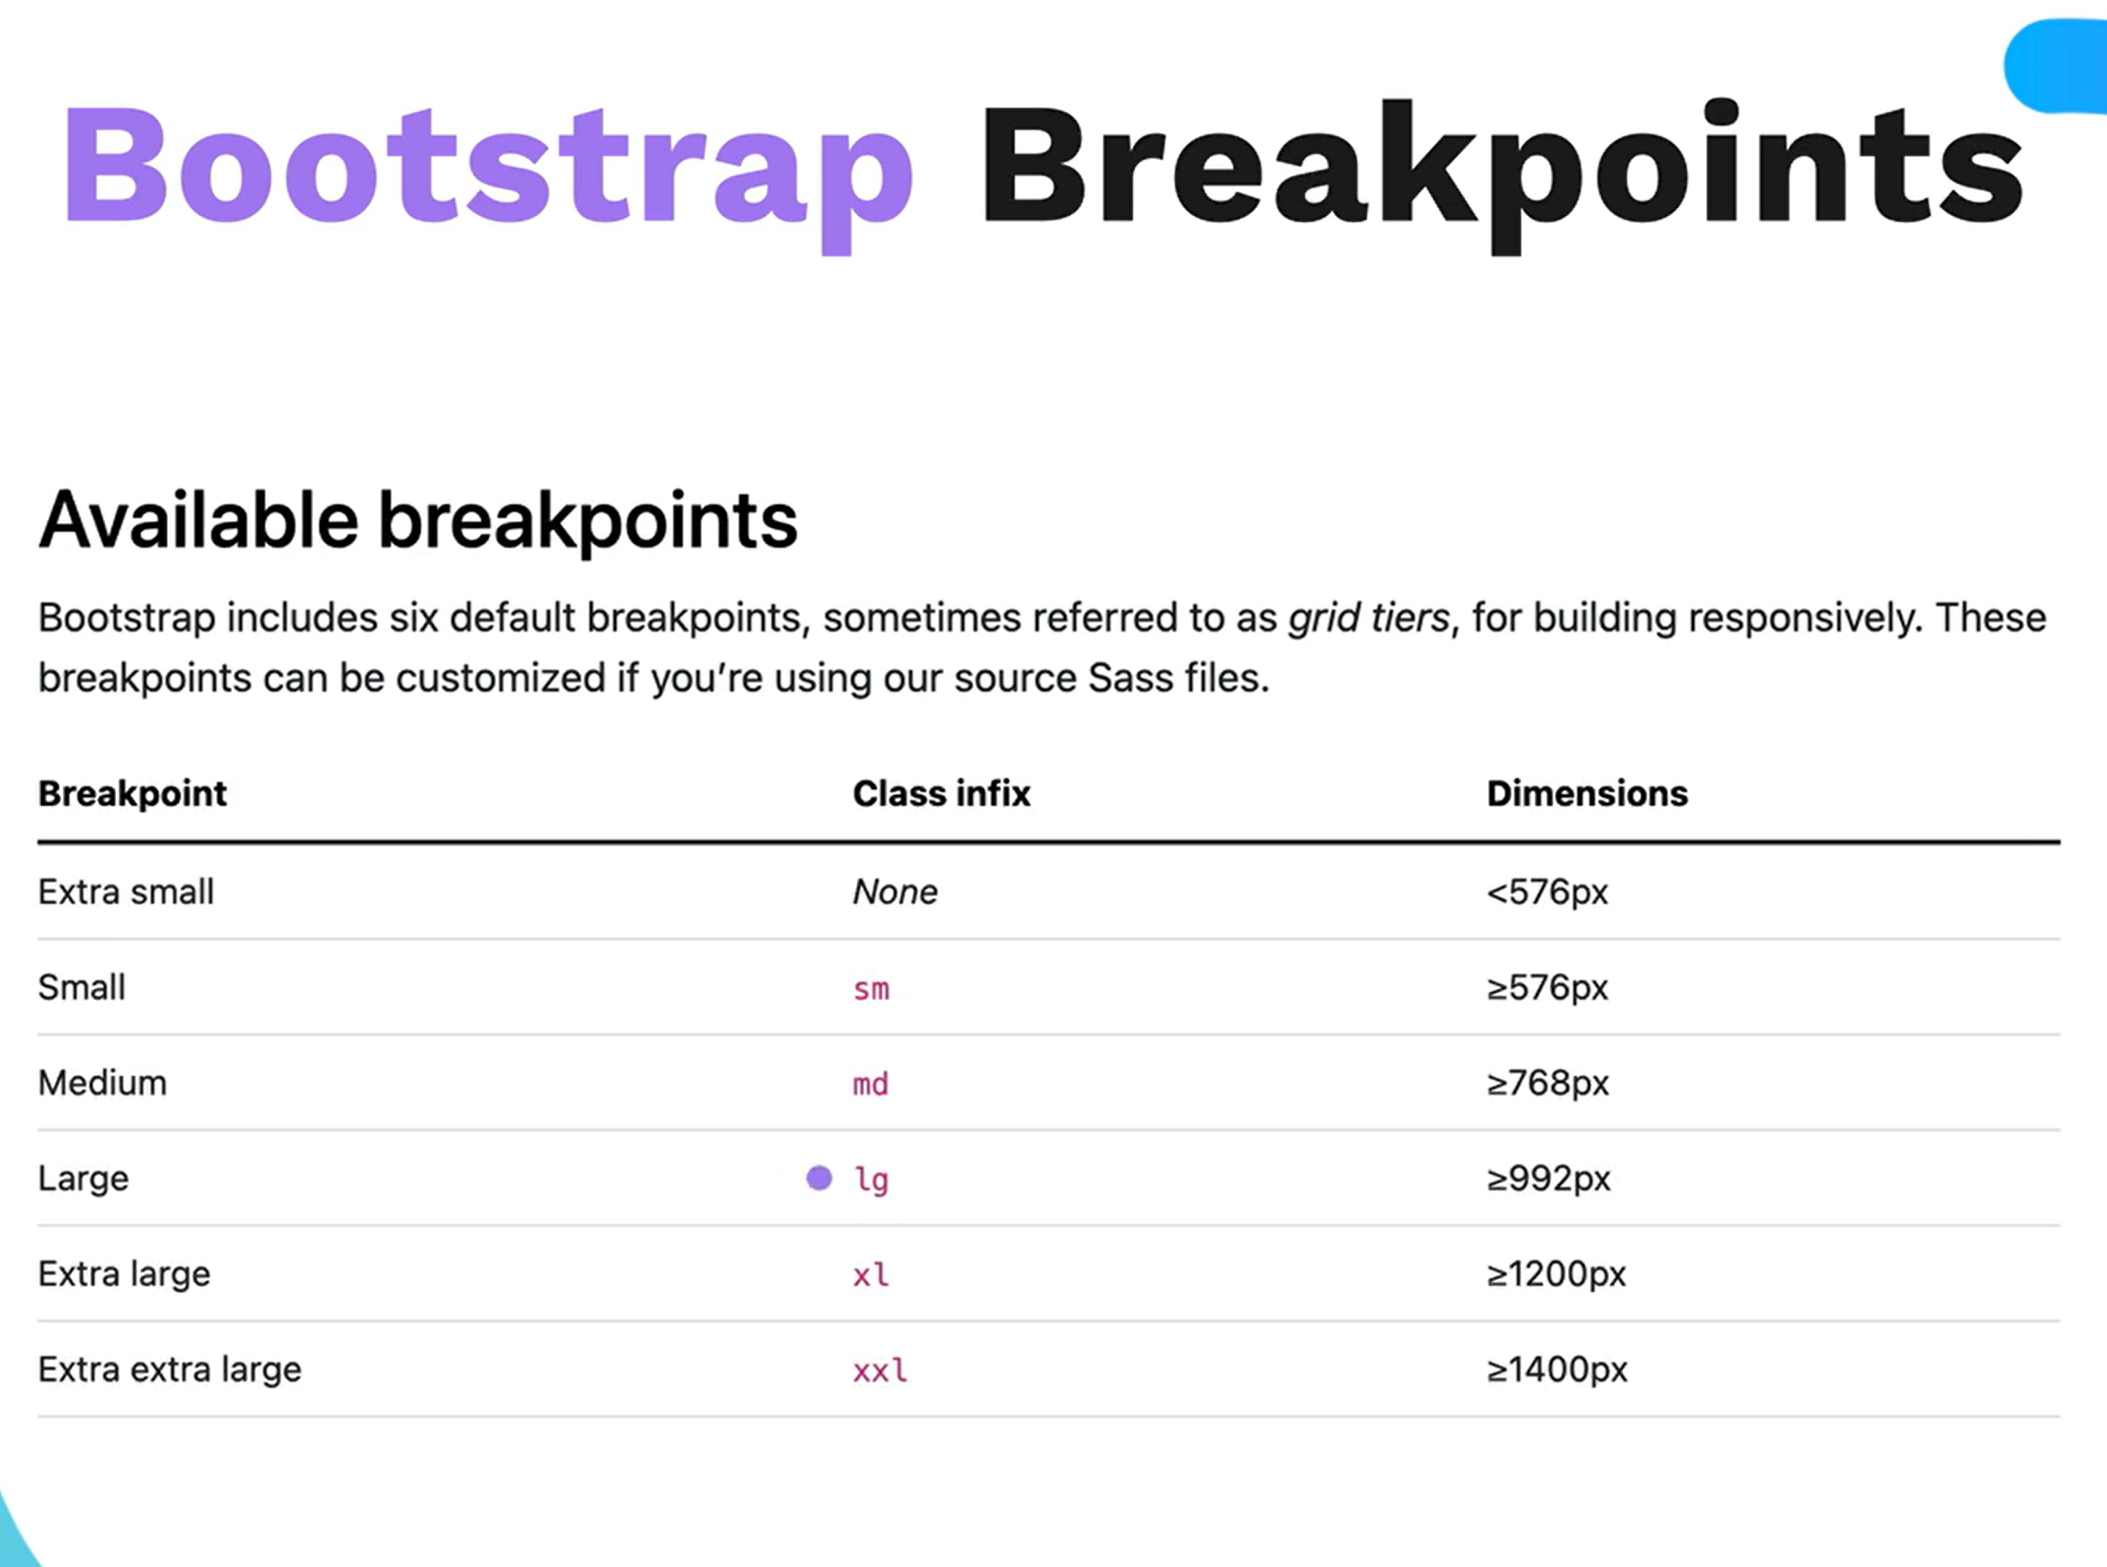 Bootstrap Breakpoints
Available breakpoints
Bootstrap includes six default breakpoints, sometimes referred to as grid tiers, for building responsively. These
breakpoints can be customized if you’re using our source Sass files.
Breakpoint Class infix Dimensions
Extra small None <576px
Small sm ≥576px
Medium md ≥768px
Large lg ≥992px
Extra large xl ≥1200px
Extra extra large xxl ≥1400px